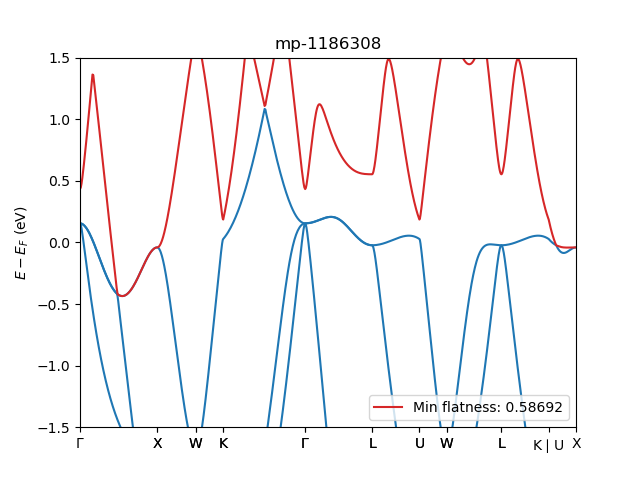 mp-1186308
E − E_F (eV)
1.5
1.0
0.5
0.0
−0.5
−1.0
−1.5
Min flatness: 0.58692
Γ X W K Γ L U W L K | U X